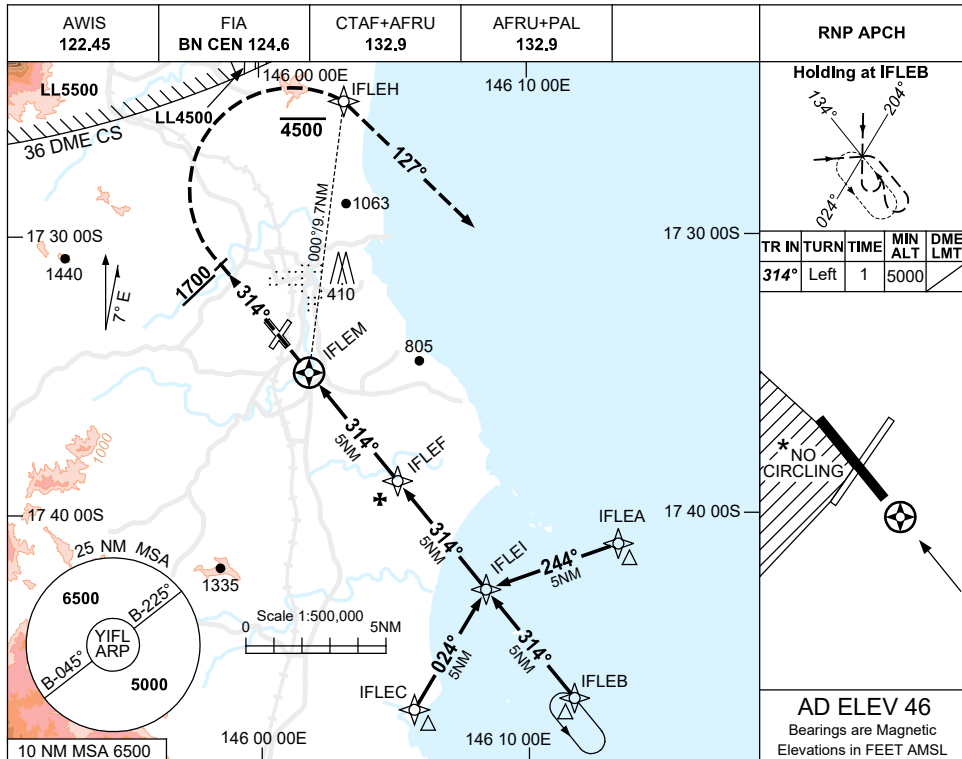 AWIS
122.45
FIA
BN CEN 124.6
CTAF+AFRU
132.9
AFRU+PAL
132.9
RNP APCH
146 00 00E
146 10 00E
LL5500
LL4500
36 DME CS
IFLEH
4500
127°
1063
000°/9.7NM
17 30 00S
17 30 00S
1440
7° E
1700
314°
410
IFLEM
805
314°
5NM
IFLEF
1000
17 40 00S
17 40 00S
314°
5NM
IFLEI
IFLEA
244°
5NM
1335
25 NM MSA
6500
B-225°
YIFL
ARP
B-045°
5000
Scale 1:500,000
0
5NM
024°
5NM
314°
5NM
IFLEC
IFLEB
10 NM MSA 6500
146 00 00E
146 10 00E
Holding at IFLEB
134°
204°
024°
TR IN TURN TIME MIN ALT DME LMT
314° Left 1 5000
*NO
CIRCLING
AD ELEV 46
Bearings are Magnetic
Elevations in FEET AMSL